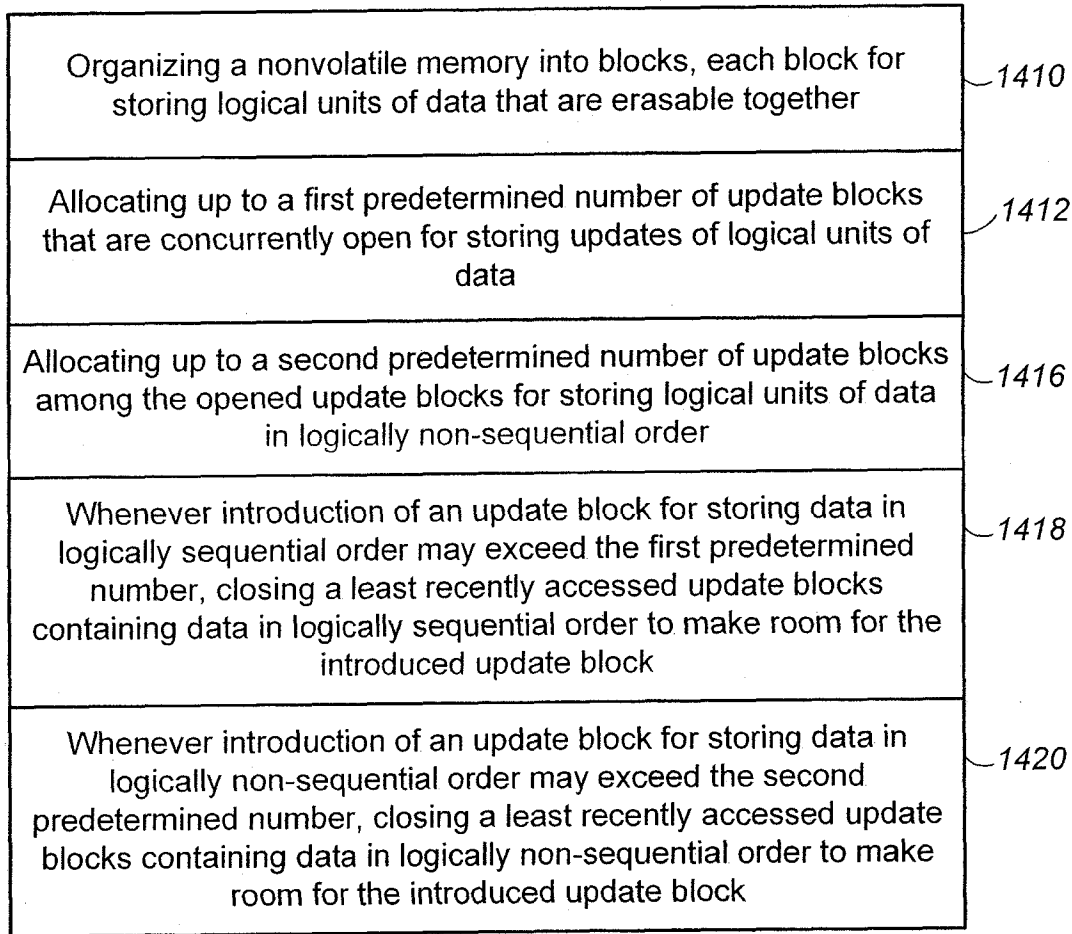 Organizing a nonvolatile memory into blocks, each block for
storing logical units of data that are erasable together
1410
Allocating up to a first predetermined number of update blocks
that are concurrently open for storing updates of logical units of
data
1412
Allocating up to a second predetermined number of update blocks
among the opened update blocks for storing logical units of data
in logically non-sequential order
1416
Whenever introduction of an update block for storing data in
logically sequential order may exceed the first predetermined
number, closing a least recently accessed update blocks
containing data in logically sequential order to make room for the
introduced update block
1418
Whenever introduction of an update block for storing data in
logically non-sequential order may exceed the second
predetermined number, closing a least recently accessed update
blocks containing data in logically non-sequential order to make
room for the introduced update block
1420